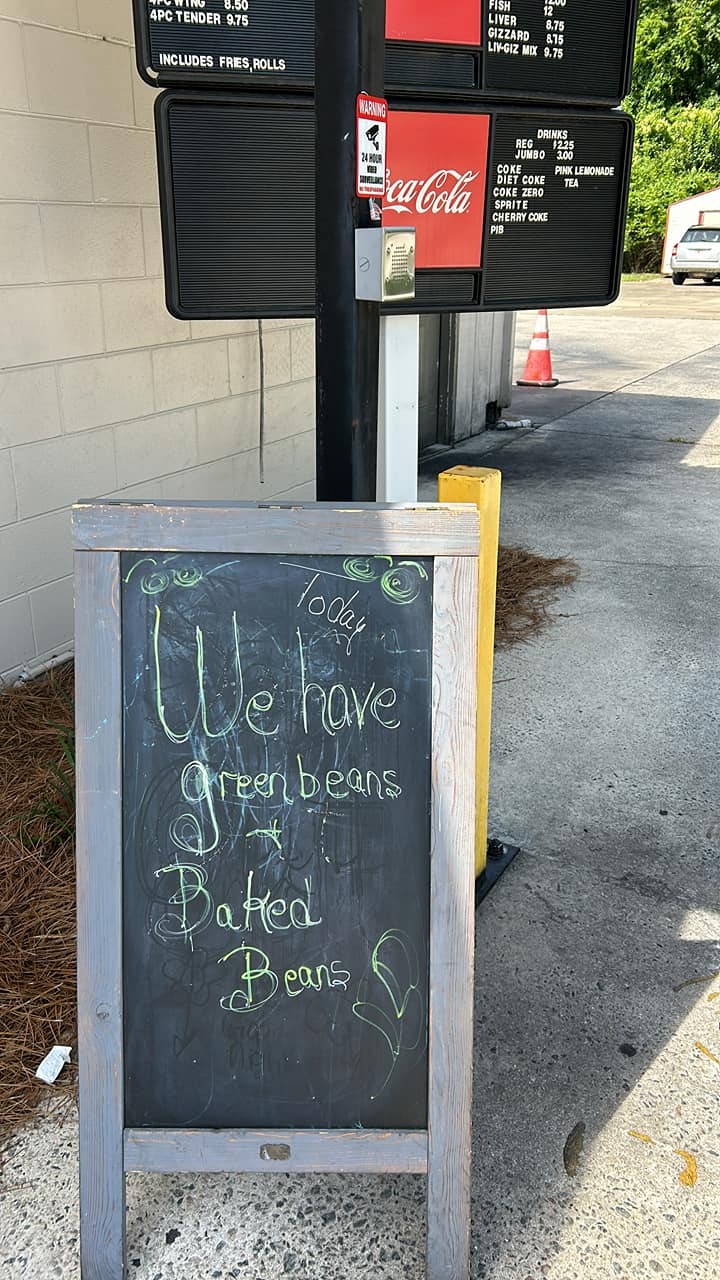 4PC WING 8.50
4PC TENDER 9.75
INCLUDES FRIES, ROLLS
FISH 12
LIVER 8.75
GIZZARD 8.75
LIV-GIZ MIX 9.75
WARNING
24 HOUR
VIDEO
SURVEILLANCE
Coca-Cola
DRINKS
REG $2.25
JUMBO 3.00
COKE PINK LEMONADE
DIET COKE TEA
COKE ZERO
SPRITE
CHERRY COKE
PIB
Today
We have
green beans
+
Baked
Beans